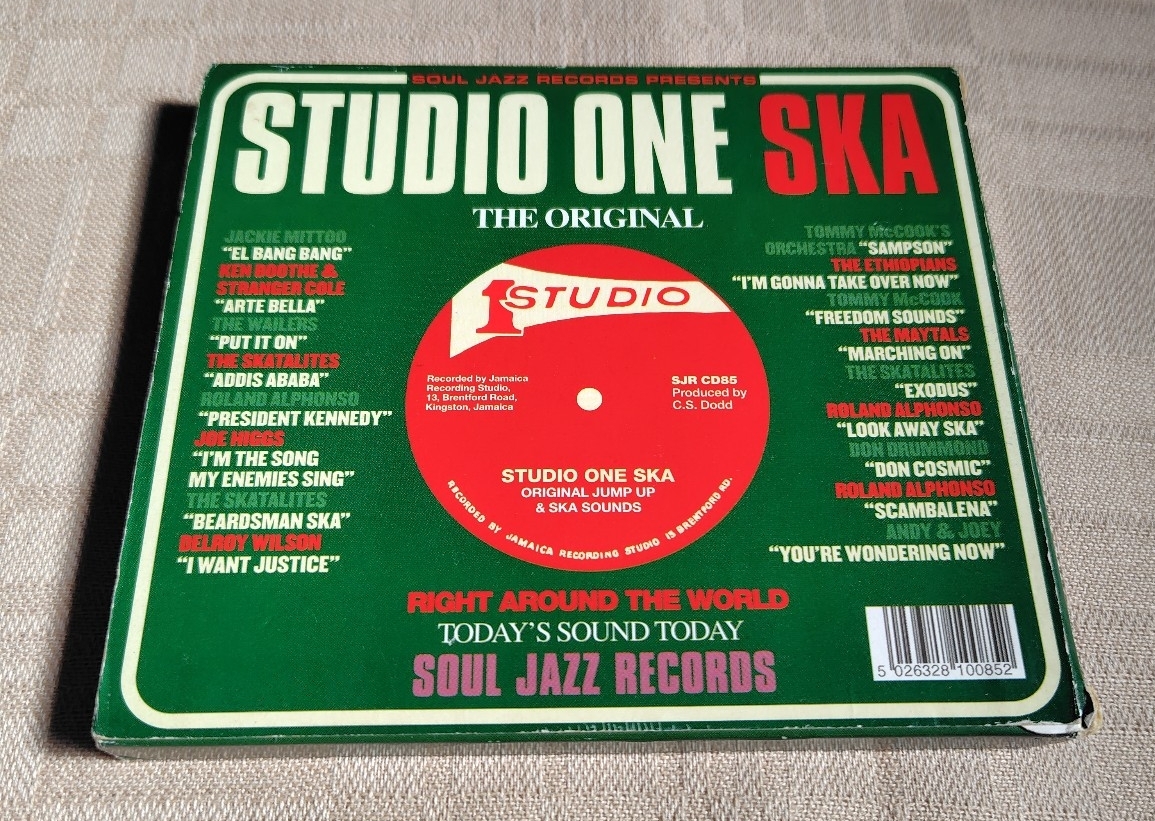 SOUL JAZZ RECORDS PRESENTS
STUDIO ONE SKA
THE ORIGINAL
JACKIE MITTOO
"EL BANG BANG"
KEN BOOTHE &
STRANGER COLE
"ARTE BELLA"
THE WAILERS
"PUT IT ON"
THE SKATALITES
"ADDIS ABABA"
ROLAND ALPHONSO
"PRESIDENT KENNEDY"
JOE HIGGS
"I'M THE SONG
MY ENEMIES SING"
THE SKATALITES
"BEARDSMAN SKA"
DELROY WILSON
"I WANT JUSTICE"
1 STUDIO
Recorded by Jamaica
Recording Studio,
13, Brentford Road,
Kingston, Jamaica
SJR CD85
Produced by
C.S. Dodd
STUDIO ONE SKA
ORIGINAL JUMP UP
& SKA SOUNDS
RECORDED BY JAMAICA RECORDING STUDIO 13 BRENTFORD RD.
TOMMY McCOOK'S
ORCHESTRA "SAMPSON"
THE ETHIOPIANS
"I'M GONNA TAKE OVER NOW"
TOMMY McCOOK
"FREEDOM SOUNDS"
THE MAYTALS
"MARCHING ON"
THE SKATALITES
"EXODUS"
ROLAND ALPHONSO
"LOOK AWAY SKA"
DON DRUMMOND
"DON COSMIC"
ROLAND ALPHONSO
"SCAMBALENA"
ANDY & JOEY
"YOU'RE WONDERING NOW"
RIGHT AROUND THE WORLD
TODAY'S SOUND TODAY
SOUL JAZZ RECORDS
5 026328 100852